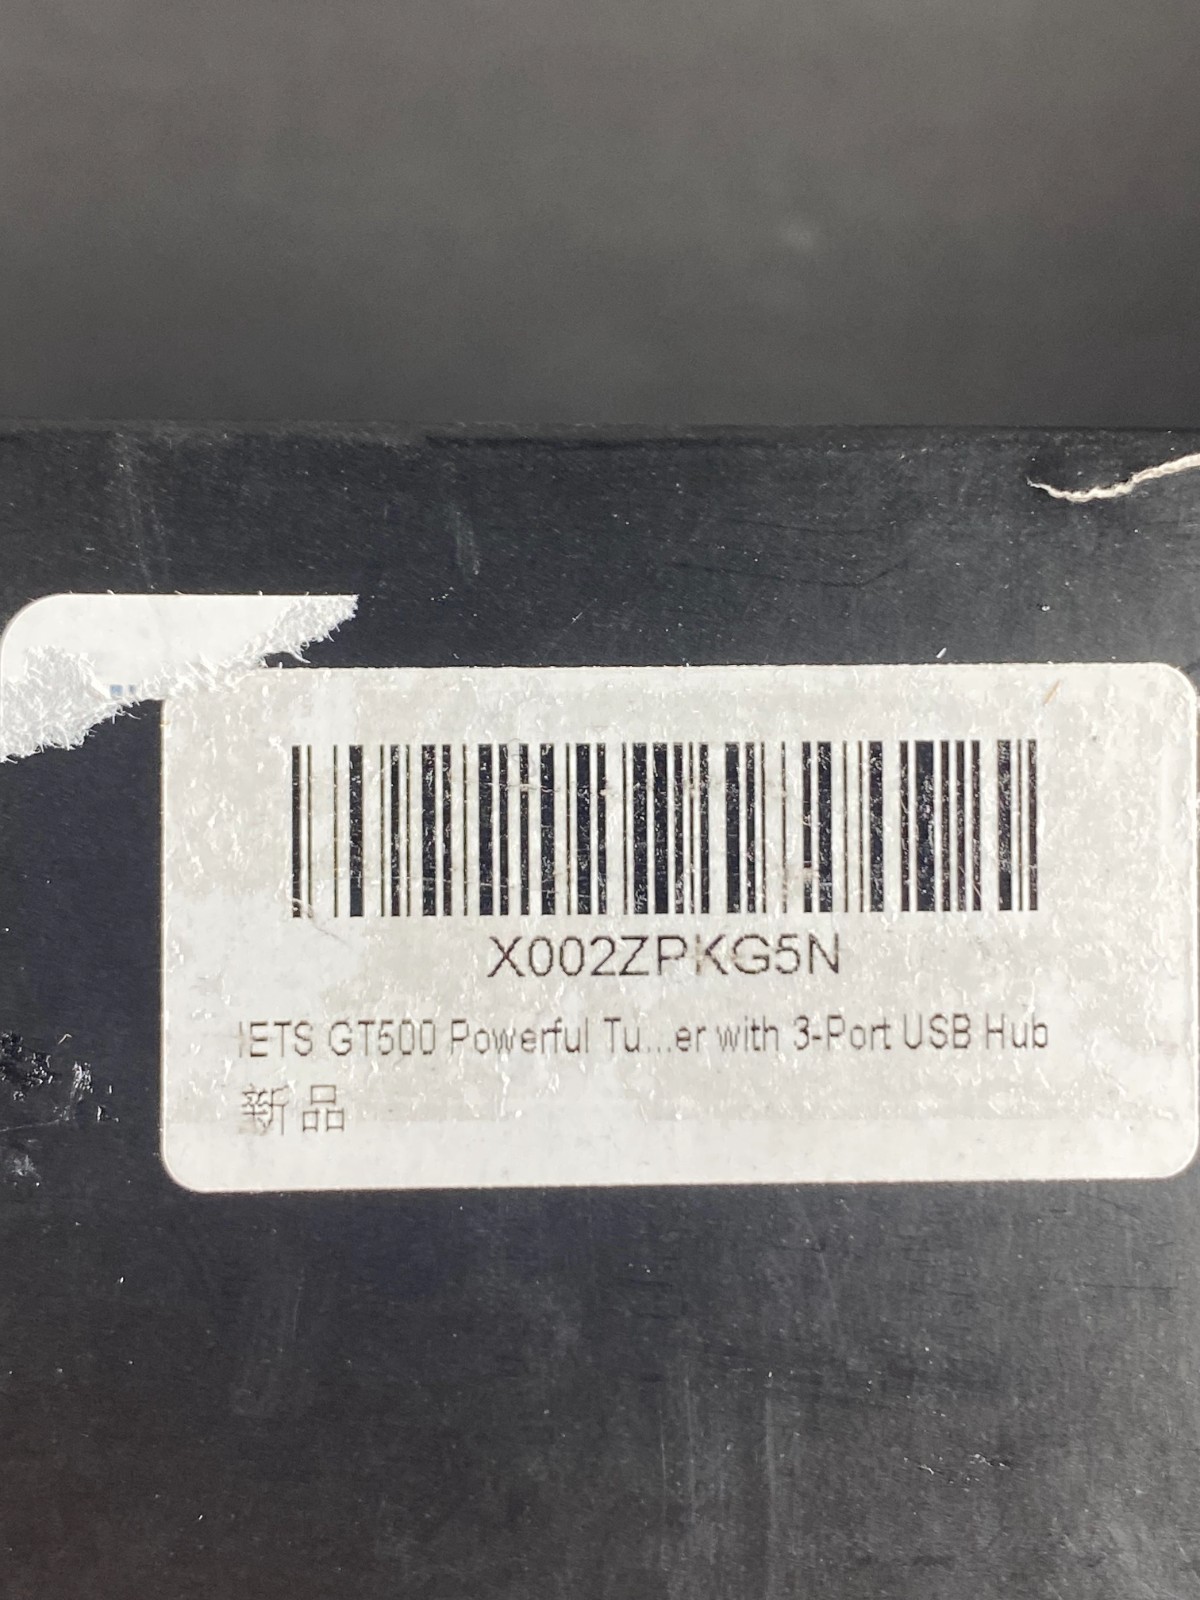 X002ZPKG5N
IETS GT500 Powerful Tu...er with 3-Port USB Hub
新品